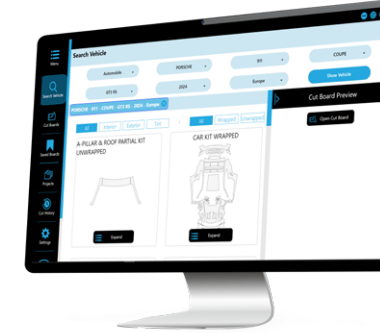 Menu
Search Vehicle
Search Vehicle
Automobile
PORSCHE
911
COUPE
GT3 RS
2024
Europe
Show Vehicle
PORSCHE - 911 - COUPE - GT3 RS - 2024 - Europe
Cut Board Preview
All
Interior
Exterior
Tint
All
Wrapped
Unwrapped
Open Cut Board
A-PILLAR & ROOF PARTIAL KIT
UNWRAPPED
CAR KIT WRAPPED
Cut Boards
Saved Boards
Projects
Cut History
Settings
Expand
Expand